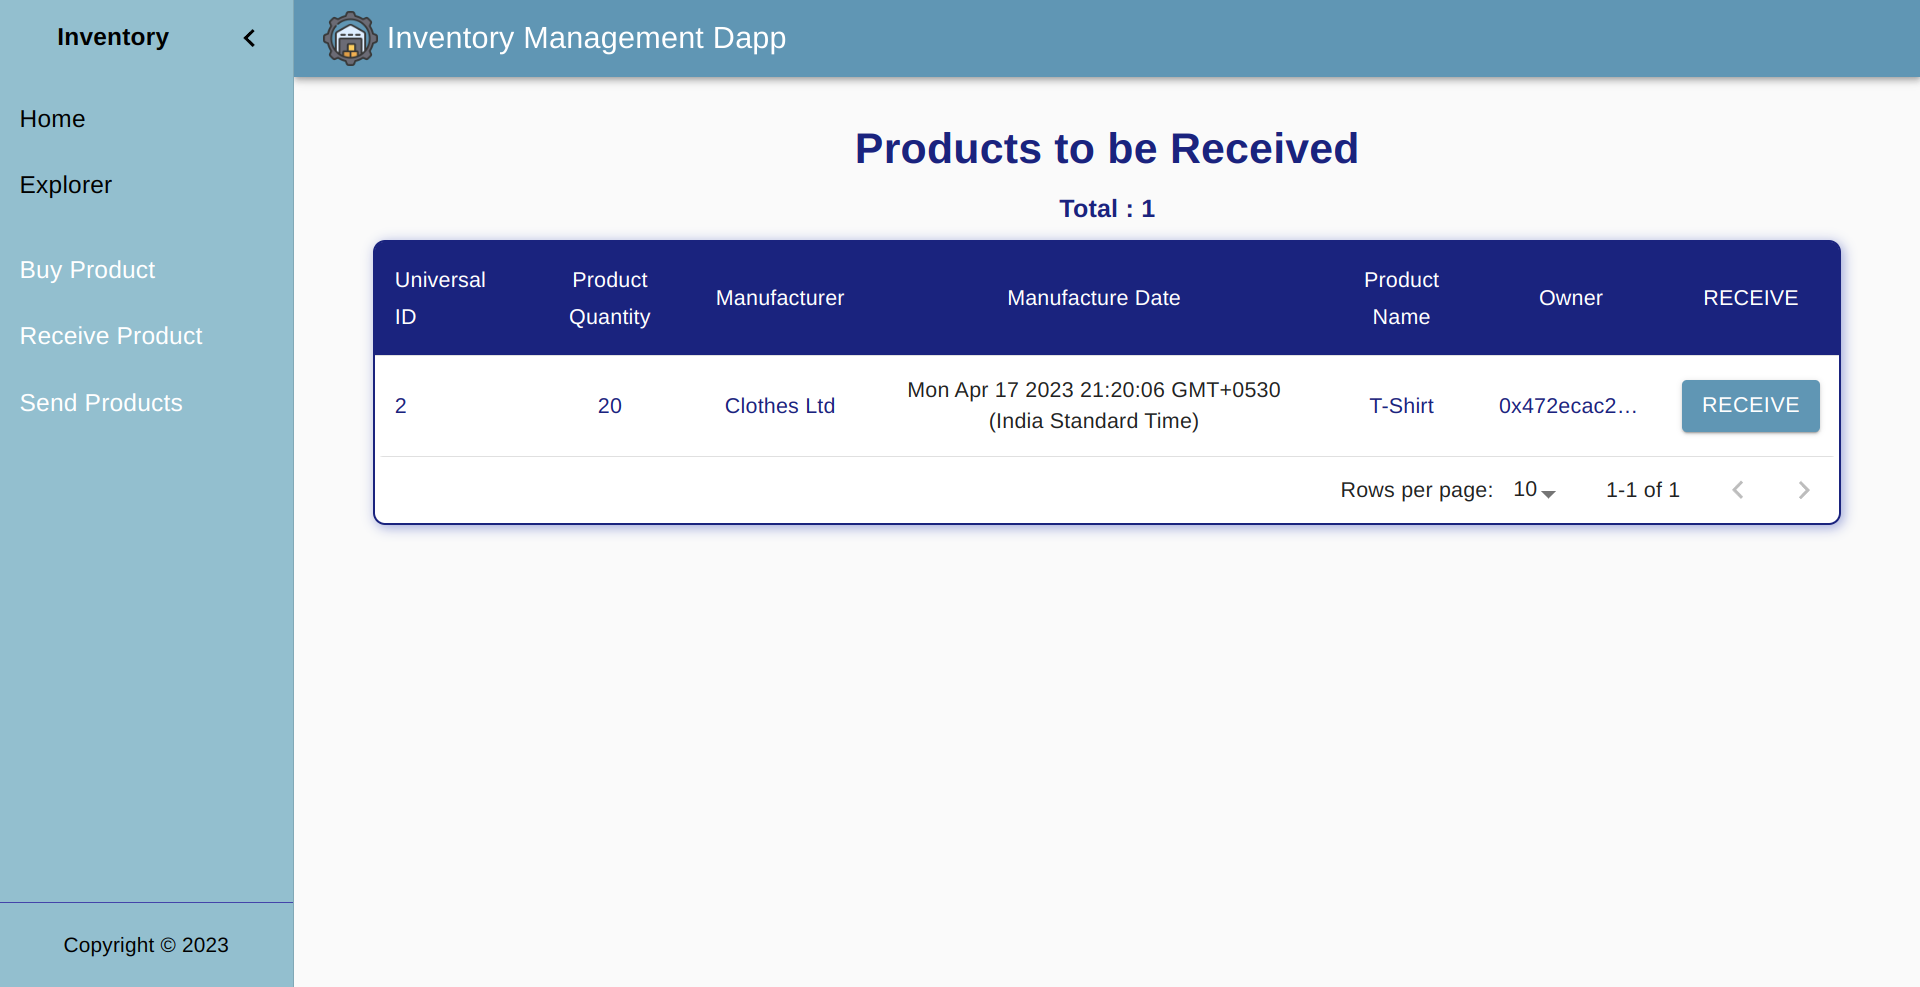 Inventory
Inventory Management Dapp
Home
Explorer
Buy Product
Receive Product
Send Products
Copyright © 2023
Products to be Received
Total : 1
Universal ID
Product Quantity
Manufacturer
Manufacture Date
Product Name
Owner
RECEIVE
2
20
Clothes Ltd
Mon Apr 17 2023 21:20:06 GMT+0530
(India Standard Time)
T-Shirt
0x472ecac2…
RECEIVE
Rows per page: 10
1-1 of 1